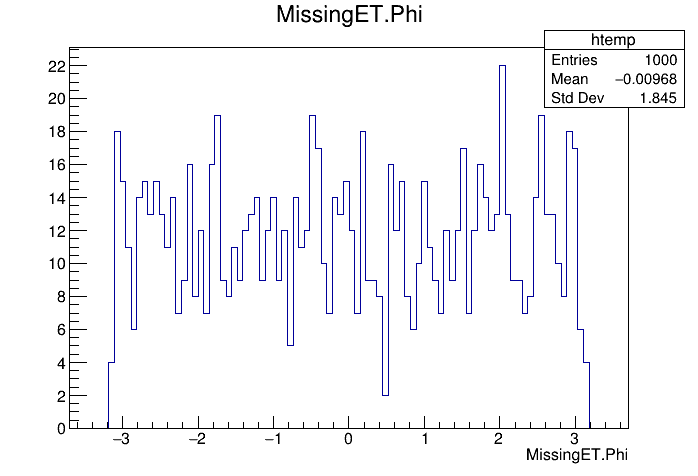 MissingET.Phi
htemp
Entries 1000
Mean −0.00968
Std Dev 1.845
22
20
18
16
14
12
10
8
6
4
2
0
−3 −2 −1 0 1 2 3
MissingET.Phi